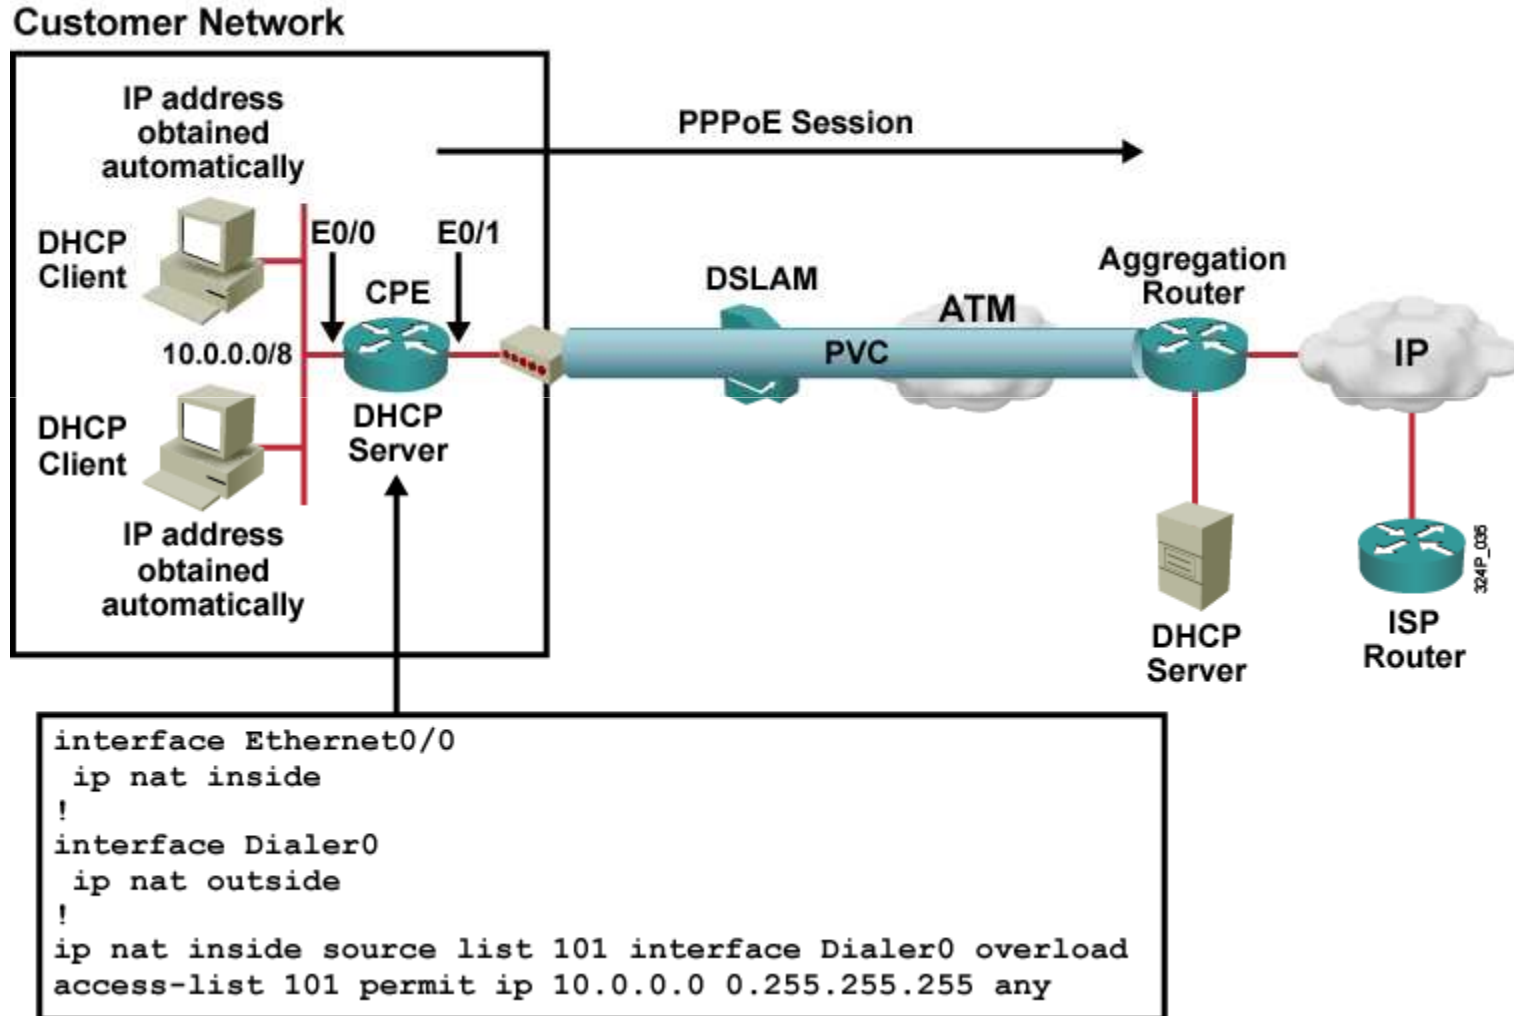 Customer Network
IP address
obtained
automatically
PPPoE Session
DHCP
Client
E0/0
E0/1
CPE
DSLAM
ATM
Aggregation
Router
10.0.0.0/8
PVC
IP
DHCP
Client
DHCP
Server
IP address
obtained
automatically
DHCP
Server
ISP
Router
324P_035
interface Ethernet0/0
 ip nat inside
!
interface Dialer0
 ip nat outside
!
ip nat inside source list 101 interface Dialer0 overload
access-list 101 permit ip 10.0.0.0 0.255.255.255 any